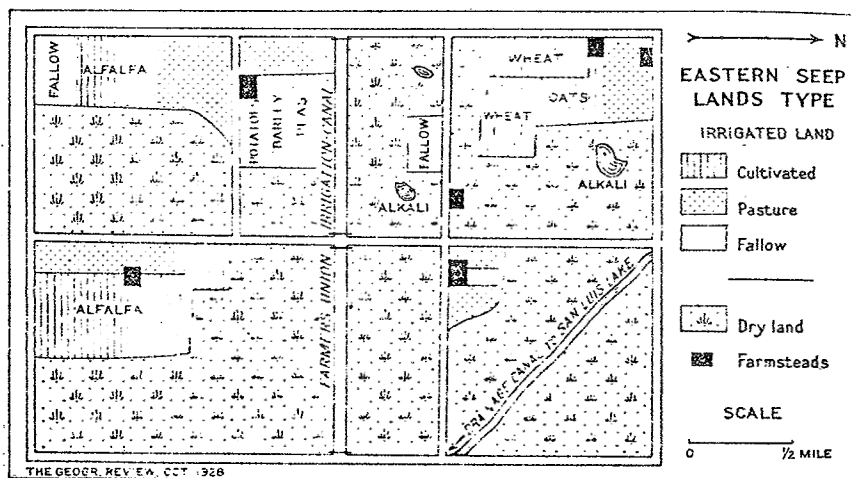 FALLOW
ALFALFA
POTATOES
BARLEY
PEAS
IRRIGATION CANAL
FALLOW
ALKALI
WHEAT
OATS
WHEAT
ALKALI
ALFALFA
FARMERS UNION
DRAINAGE CANAL TO SAN LUIS LAKE
THE GEOGR. REVIEW, OCT. 1928
N
EASTERN SEEP
LANDS TYPE
IRRIGATED LAND
Cultivated
Pasture
Fallow
Dry land
Farmsteads
SCALE
0 1/2 MILE